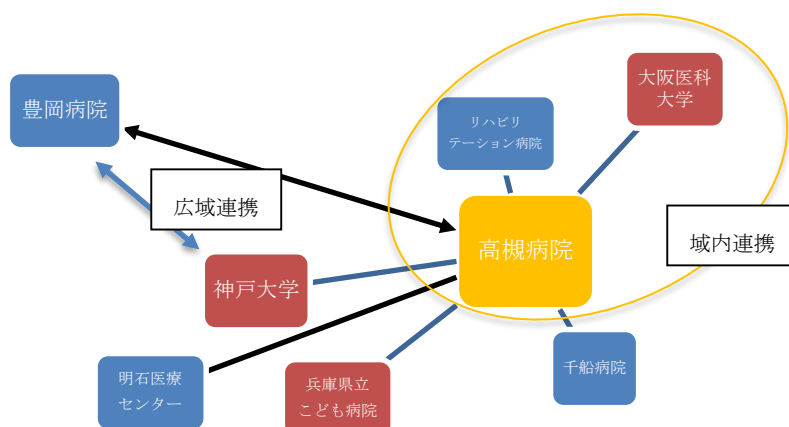 大阪医科
大学
豊岡病院
リハビリ
テーション病院
広域連携
域内連携
高槻病院
神戸大学
千船病院
明石医療
センター
兵庫県立
こども病院